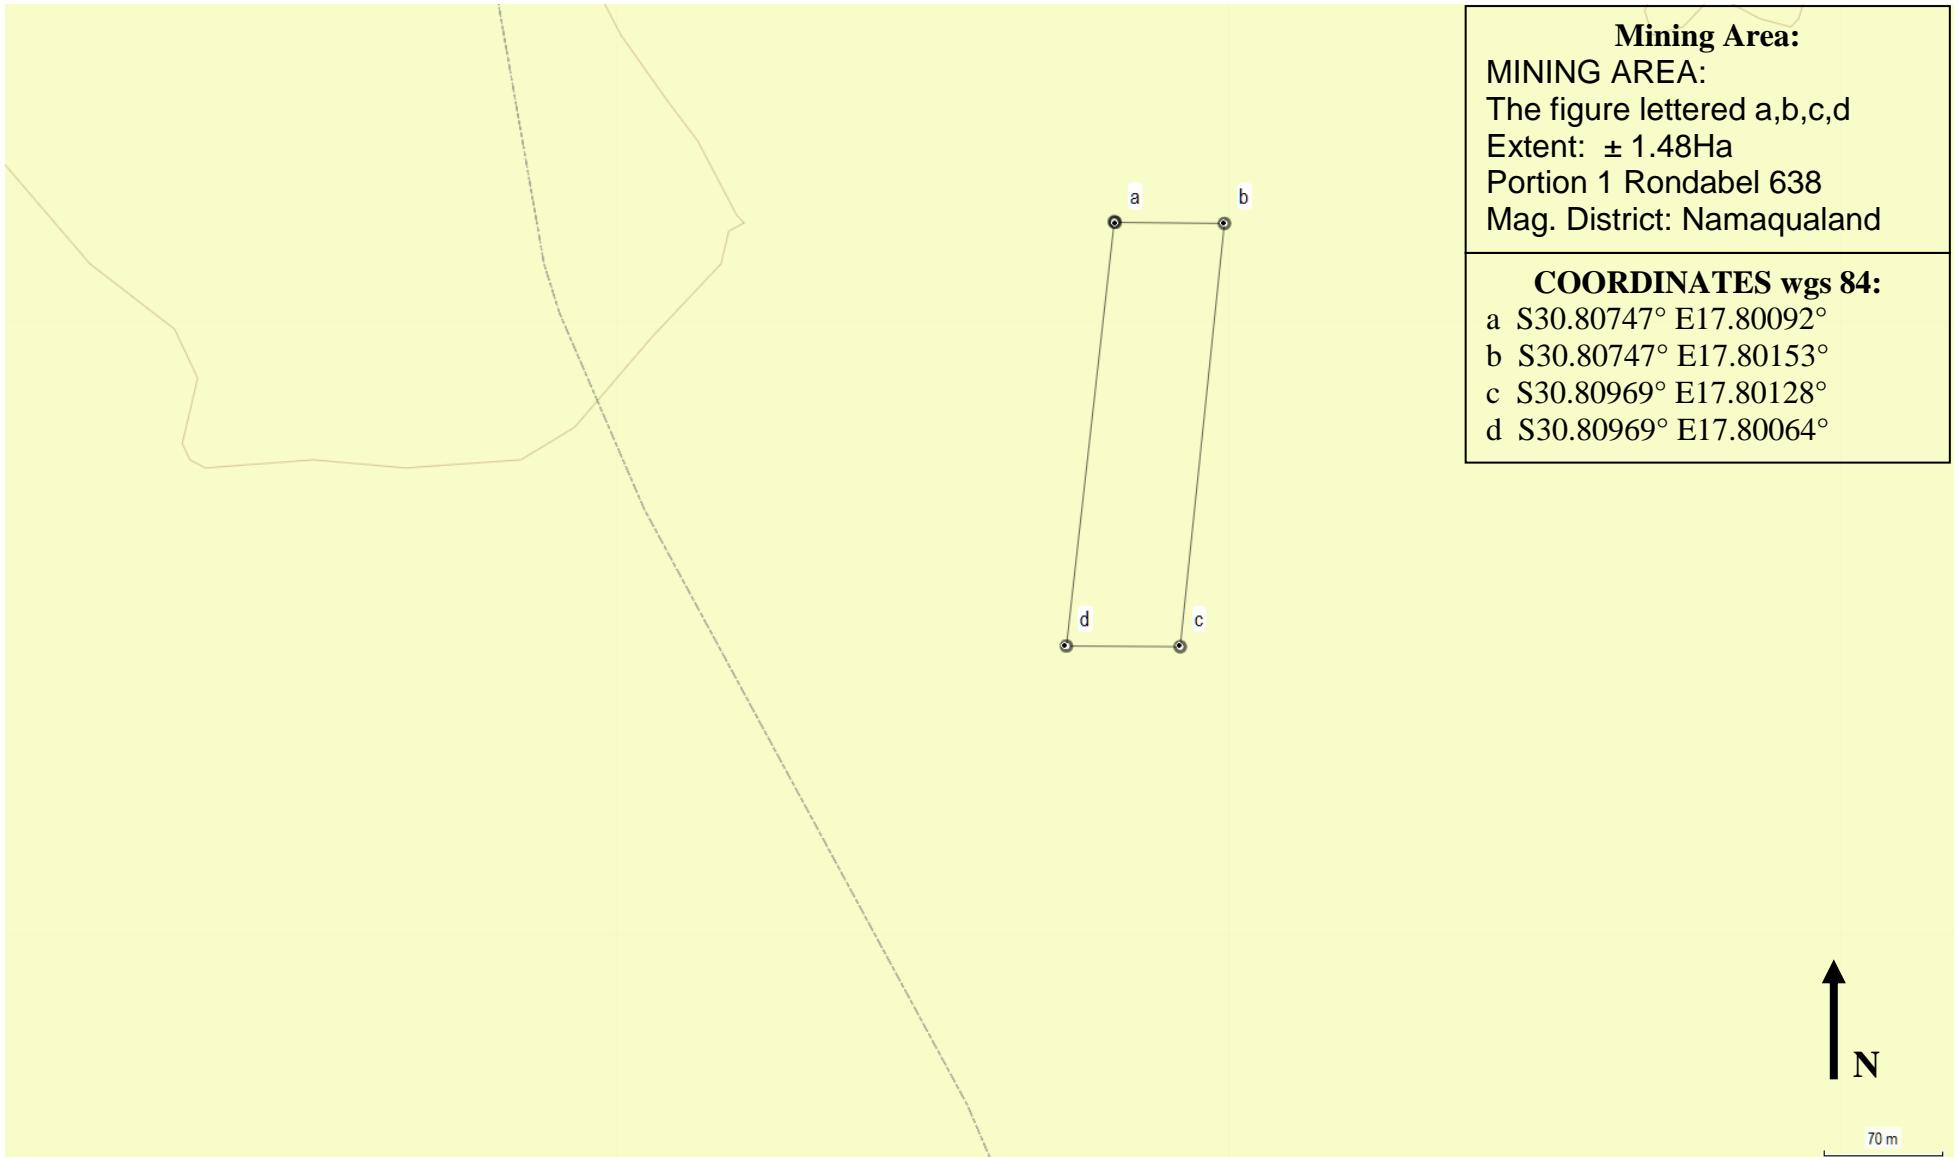 Mining Area:
MINING AREA:
The figure lettered a,b,c,d
Extent: ± 1.48Ha
Portion 1 Rondabel 638
Mag. District: Namaqualand
COORDINATES wgs 84:
a S30.80747° E17.80092°
b S30.80747° E17.80153°
c S30.80969° E17.80128°
d S30.80969° E17.80064°
a
b
d
c
N
70 m